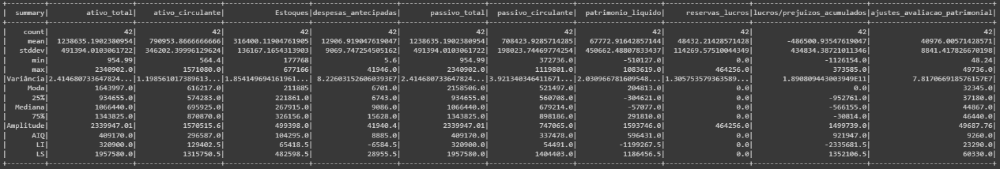 | summary| ativo_total| ativo_circulante| Estoques|despesas_antecipadas| passivo_total| passivo_circulante| patrimonio_liquido| reservas_lucros|lucros/prejuizos_acumulados|ajustes_avaliacao_patrimonial|
| count| 42| 42| 42| 42| 42| 42| 42| 42| 42| 42|
| mean| 1238635.1902380954| 790953.8666666666| 316400.11904761905| 12906.919047619047| 1238635.1902380954| 708423.9285714285| 67772.91642857144| 48432.21428571428| -486500.93547619047| 40976.00571428571|
| stddev| 491394.0103061722| 346202.39996129624| 136167.1654313903| 9069.747254505162| 491394.0103061722| 198023.74469774254| 450662.48807833437| 114269.57510044349| 434834.38721011346| 8841.417826670198|
| min| 954.99| 564.4| 177768| 5.6| 954.99| 372736.0| -510127.0| 0.0| -1126154.0| 48.24|
| max| 2340902.0| 1571080.0| 677166| 41946.0| 2340902.0| 1119801.0| 1083619.0| 464256.0| 373585.0| 49736.0|
|Variância|2.414680733647824...|1.198561017389613...|1.854149694161961...| 8.226031526060393E7|2.414680733647824...|3.921340346411671...|2.030966781609548...|1.305753579363589...| 1.890809443003949E11| 7.817066918576157E7|
| Moda| 1643997.0| 616217.0| 211885| 6701.0| 2158506.0| 521497.0| 204813.0| 0.0| 0.0| 32345.0|
| 25%| 934655.0| 574283.0| 221861.0| 6743.0| 934655.0| 560708.0| -304621.0| 0.0| -952761.0| 37180.0|
| Mediana| 1066440.0| 695925.0| 267915.0| 9086.0| 1066440.0| 679214.0| -57077.0| 0.0| -566155.0| 44867.0|
| 75%| 1343825.0| 870870.0| 326156.0| 15628.0| 1343825.0| 898186.0| 291810.0| 0.0| -30814.0| 46440.0|
|Amplitude| 2339947.01| 1570515.6| 499398.0| 41940.4| 2339947.01| 747065.0| 1593746.0| 464256.0| 1499739.0| 49687.76|
| AIQ| 409170.0| 296587.0| 104295.0| 8885.0| 409170.0| 337478.0| 596431.0| 0.0| 921947.0| 9260.0|
| LI| 320900.0| 129402.5| 65418.5| -6584.5| 320900.0| 54491.0| -1199267.5| 0.0| -2335681.5| 23290.0|
| LS| 1957580.0| 1315750.5| 482598.5| 28955.5| 1957580.0| 1404403.0| 1186456.5| 0.0| 1352106.5| 60330.0|